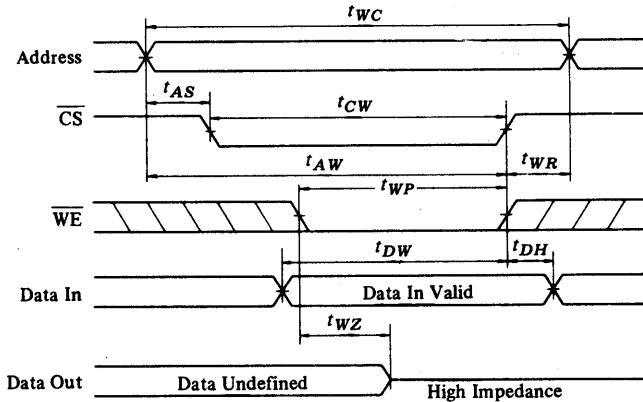 tWC
Address
tAS
tCW
CS
tAW
tWR
tWP
WE
tDW
tDH
Data In
Data In Valid
tWZ
Data Out
Data Undefined
High Impedance